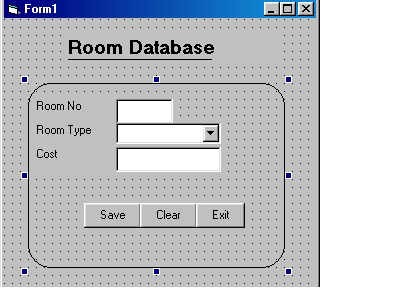 Form1
Room Database
Room No
Room Type
Cost
Save Clear Exit